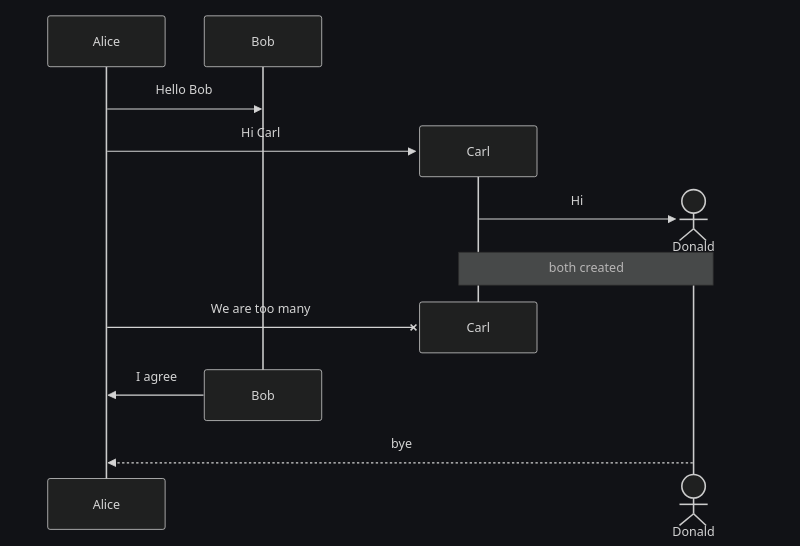 Alice
Bob
Hello Bob
Hi Carl
Carl
Hi
Donald
both created
We are too many
Carl
I agree
Bob
bye
Alice
Donald